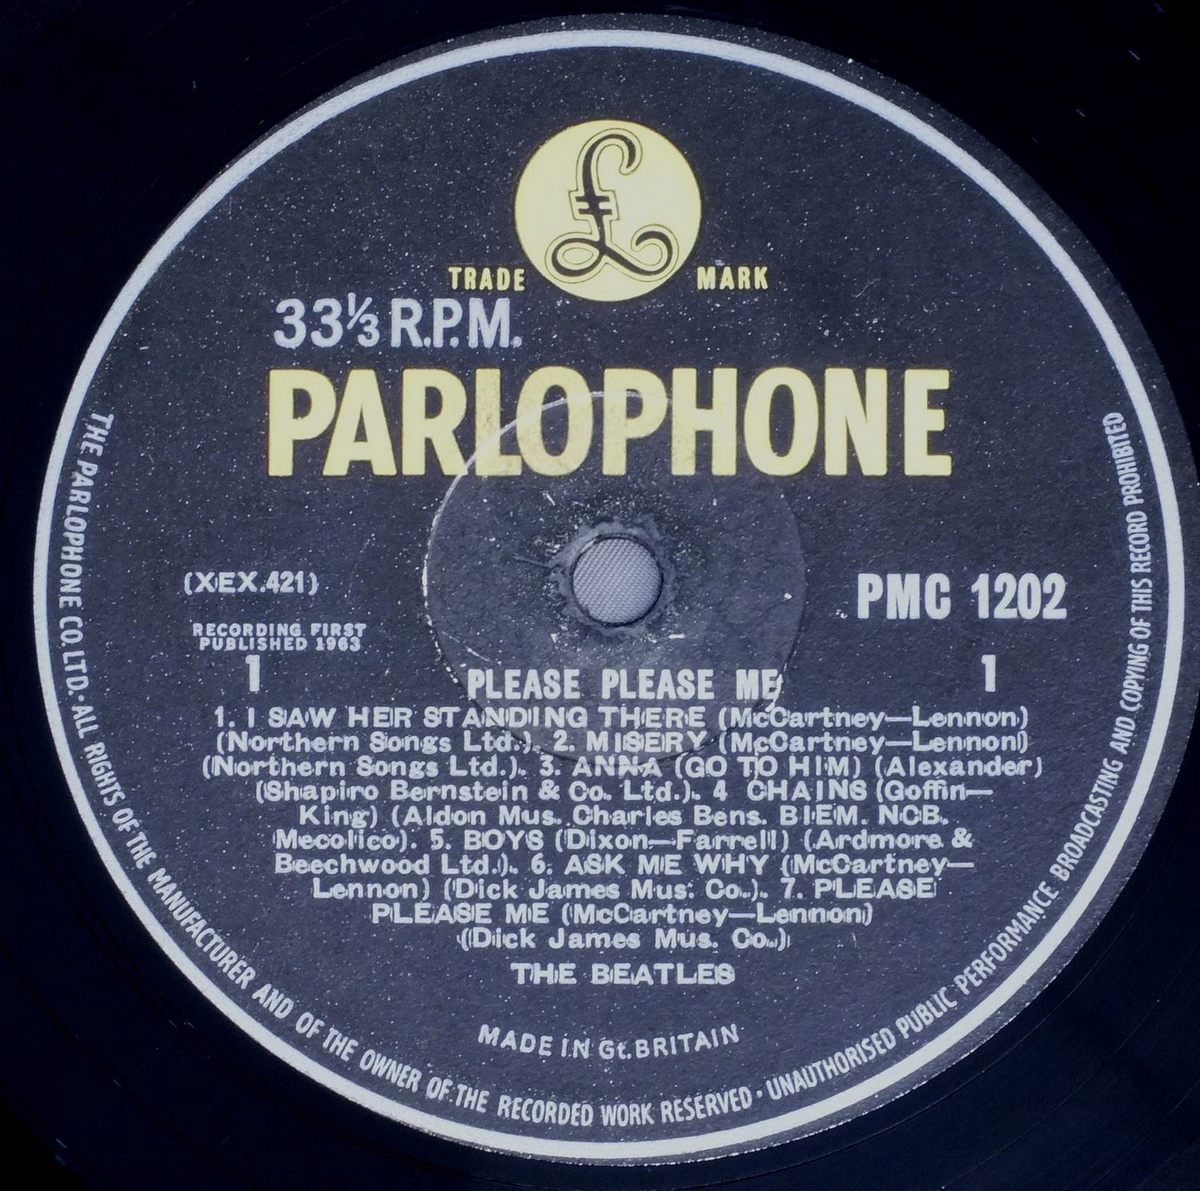 £
TRADE MARK
33⅓ R.P.M.
PARLOPHONE
(XEX.421)
PMC 1202
RECORDING FIRST
PUBLISHED 1963
1
1
PLEASE PLEASE ME
1. I SAW HER STANDING THERE (McCartney—Lennon)
(Northern Songs Ltd.). 2. MISERY (McCartney—Lennon)
(Northern Songs Ltd.). 3. ANNA (GO TO HIM) (Alexander)
(Shapiro Bernstein & Co. Ltd.). 4 CHAINS (Goffin—
King) (Aldon Mus. Charles Bens. BIEM. NCB.
Mecolico). 5. BOYS (Dixon—Farrell) (Ardmore &
Beechwood Ltd.). 6. ASK ME WHY (McCartney—
Lennon) (Dick James Mus. Co.). 7. PLEASE
PLEASE ME (McCartney—Lennon)
(Dick James Mus. Co.)
THE BEATLES
MADE IN Gt. BRITAIN
THE PARLOPHONE CO. LTD. · ALL RIGHTS OF THE MANUFACTURER AND OF THE OWNER OF THE RECORDED WORK RESERVED · UNAUTHORISED PUBLIC PERFORMANCE BROADCASTING AND COPYING OF THIS RECORD PROHIBITED